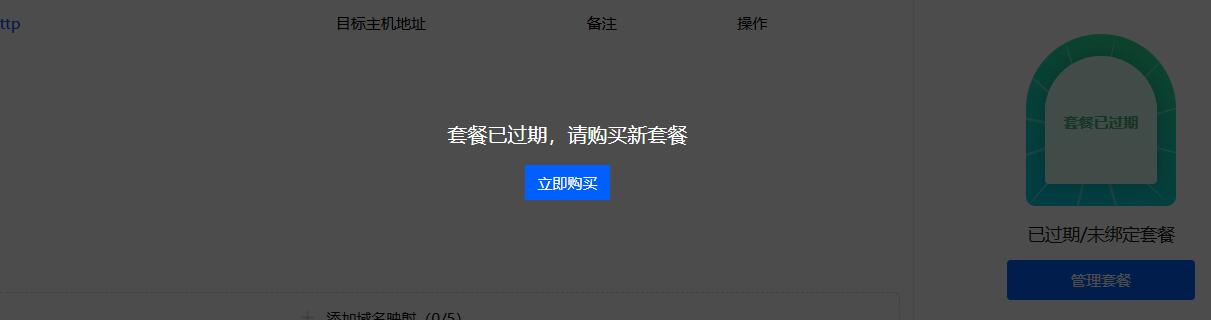 ttp 目标主机地址 备注 操作
套餐已过期
套餐已过期，请购买新套餐
立即购买
已过期/未绑定套餐
管理套餐
添加域名映射（0/5）